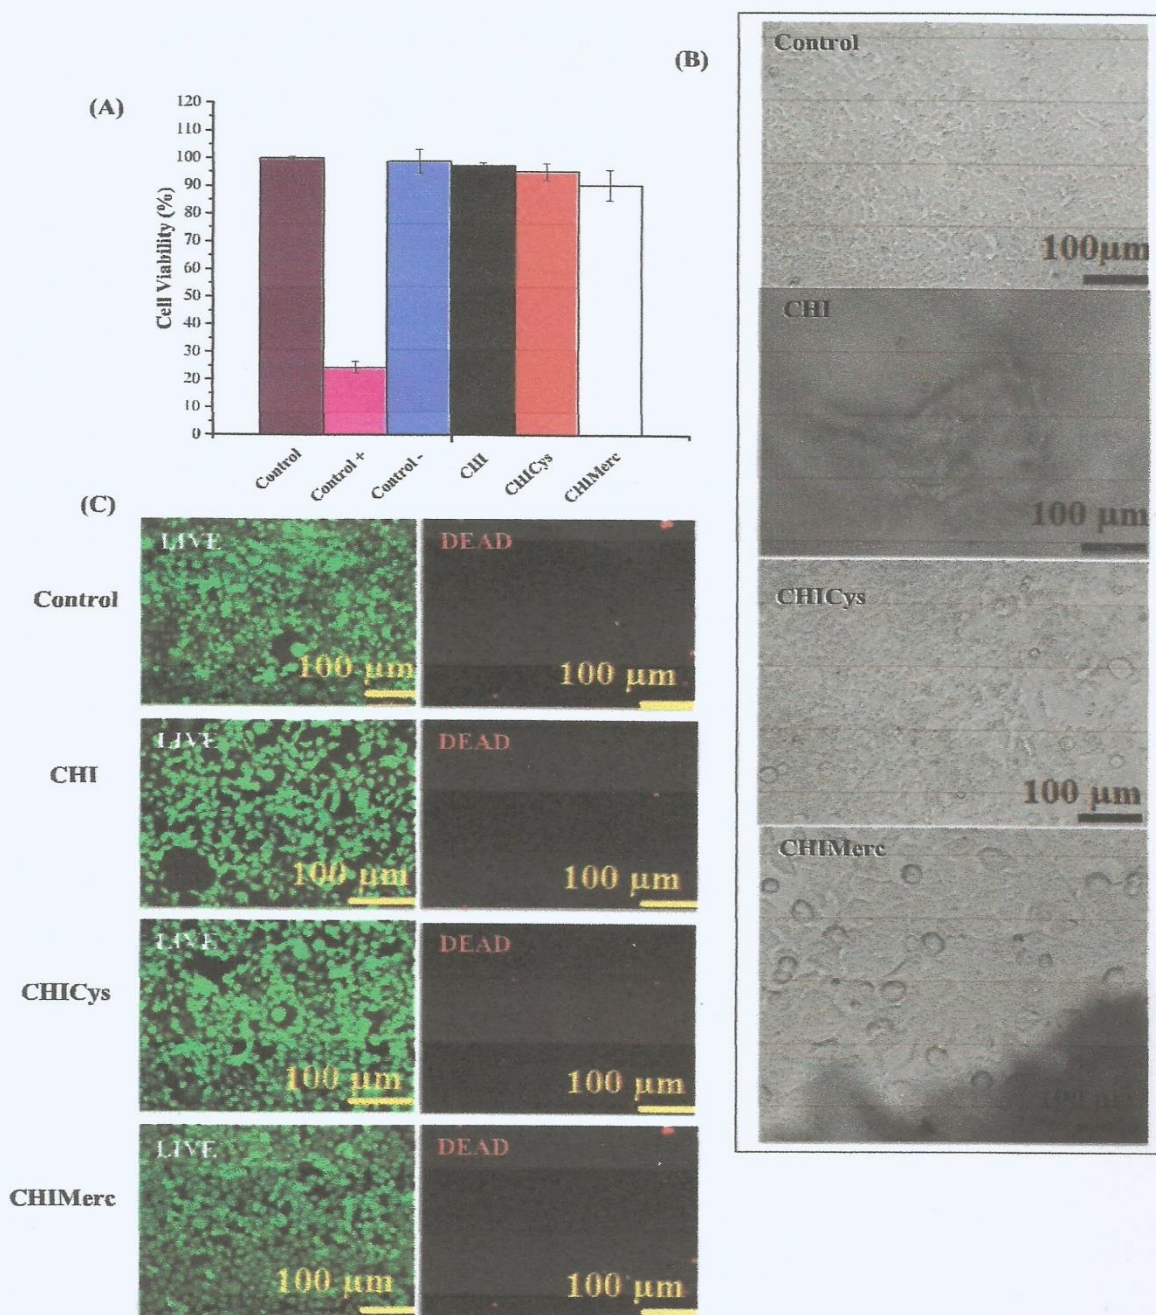 (A)
Cell Viability (%)
120
110
100
90
80
70
60
50
40
30
20
10
0
Control
Control +
Control -
CHI
CHICys
CHIMerc
(B)
Control
100µm
CHI
100 µm
CHICys
100 µm
CHIMerc
100 µm
(C)
Control
LIVE
100 µm
DEAD
100 µm
CHI
LIVE
100 µm
DEAD
100 µm
CHICys
LIVE
100 µm
DEAD
100 µm
CHIMerc
LIVE
100 µm
DEAD
100 µm